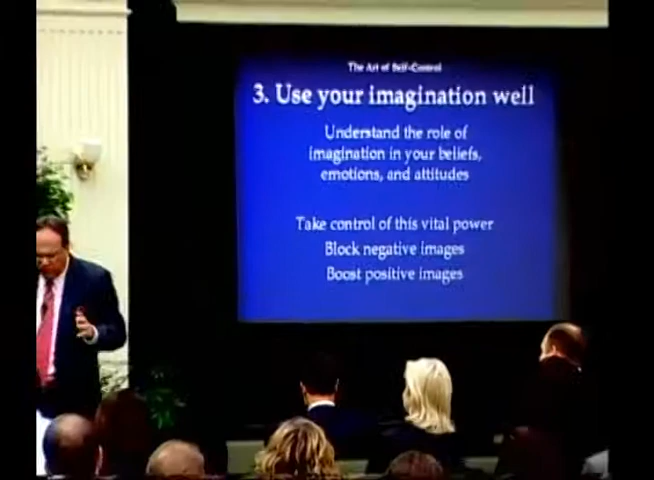 The Art of Self-Control
3. Use your imagination well
Understand the role of
imagination in your beliefs,
emotions, and attitudes
Take control of this vital power
Block negative images
Boost positive images